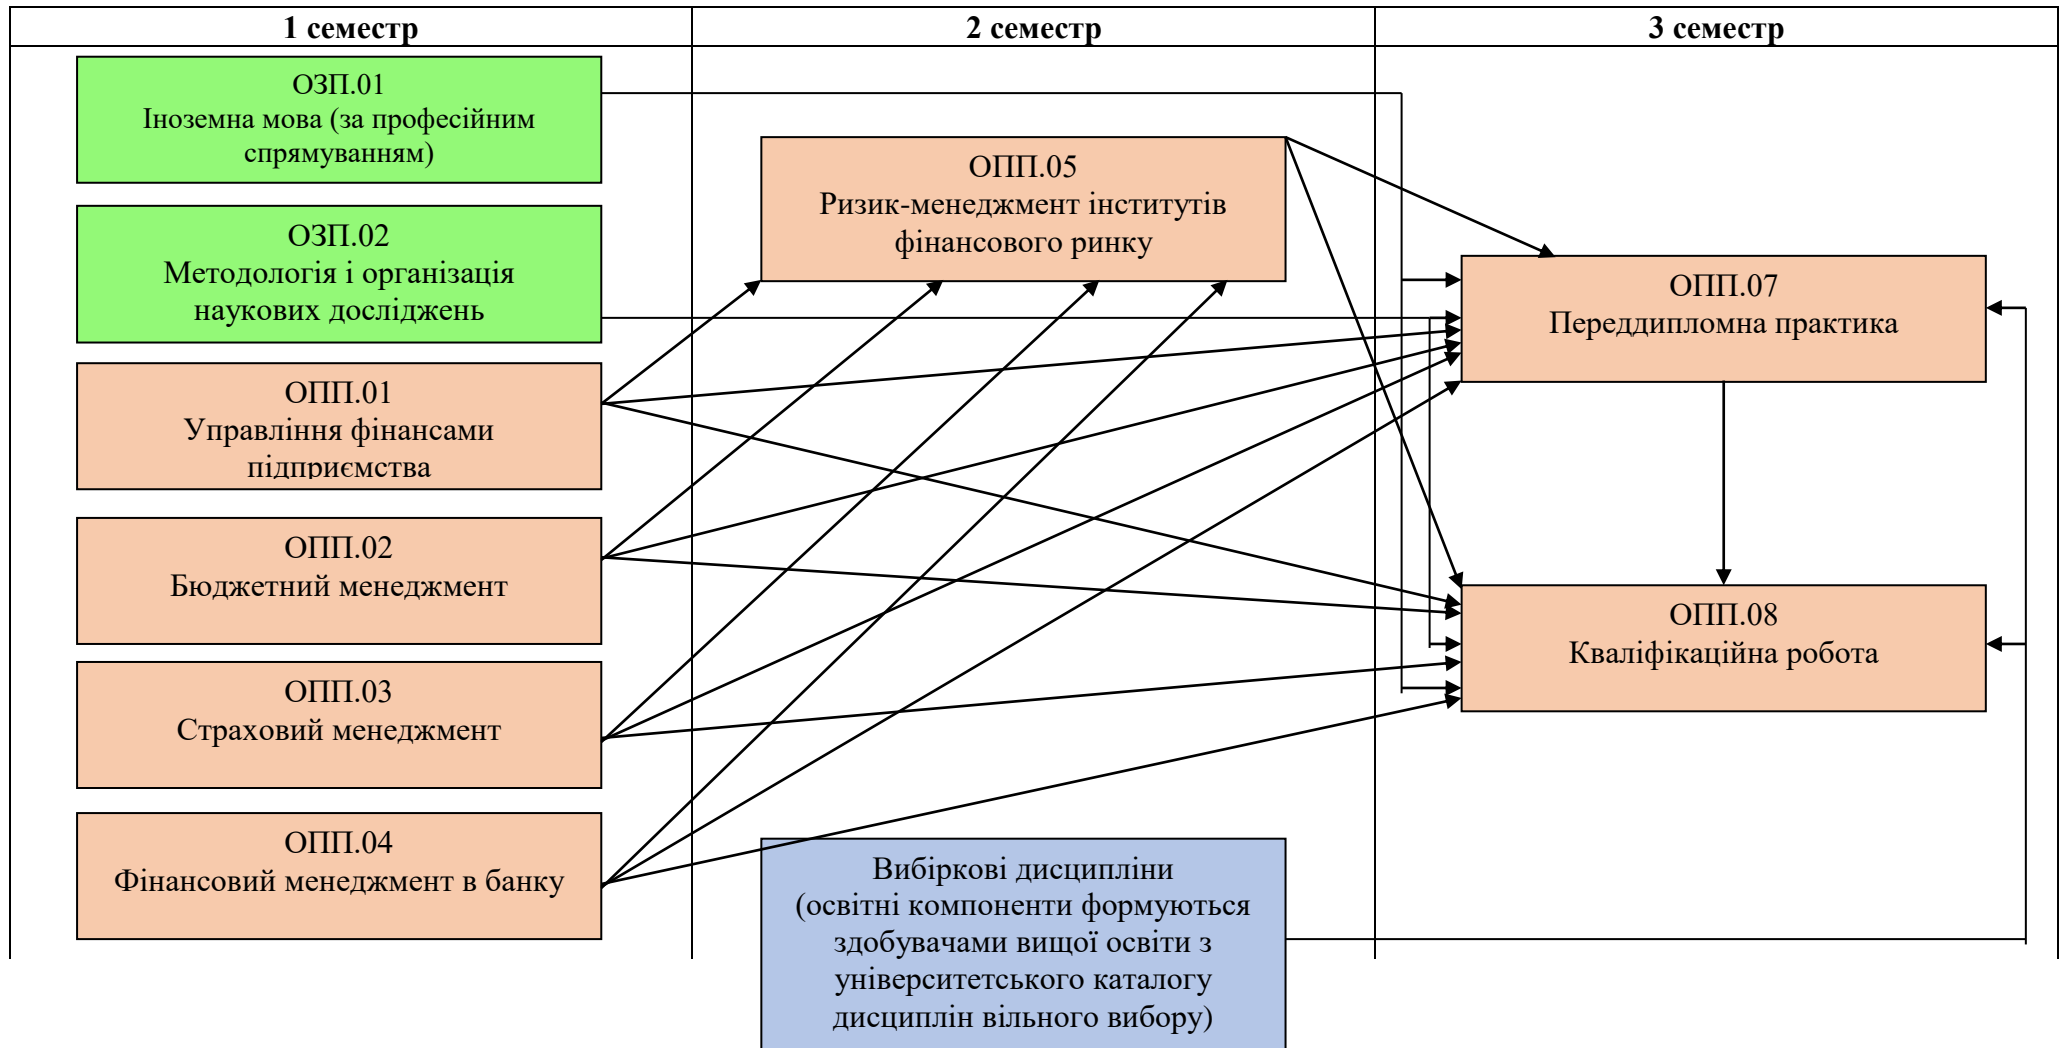 1 семестр
2 семестр
3 семестр
ОЗП.01
Іноземна мова (за професійним
спрямуванням)
ОЗП.02
Методологія і організація
наукових досліджень
ОПП.01
Управління фінансами
підприємства
ОПП.02
Бюджетний менеджмент
ОПП.03
Страховий менеджмент
ОПП.04
Фінансовий менеджмент в банку
ОПП.05
Ризик-менеджмент інститутів
фінансового ринку
Вибіркові дисципліни
(освітні компоненти формуються
здобувачами вищої освіти з
університетського каталогу
дисциплін вільного вибору)
ОПП.07
Переддипломна практика
ОПП.08
Кваліфікаційна робота